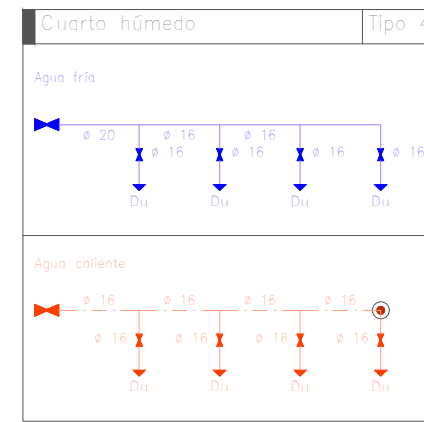 Cuarto húmedo Tipo 4
Agua fría
ø 20 ø 16 ø 16
ø 16 ø 16 ø 16 ø 16
Du Du Du Du
Agua caliente
ø 16 ø 16 ø 16 ø 16
ø 16 ø 16 ø 16 ø 16
Du Du Du Du